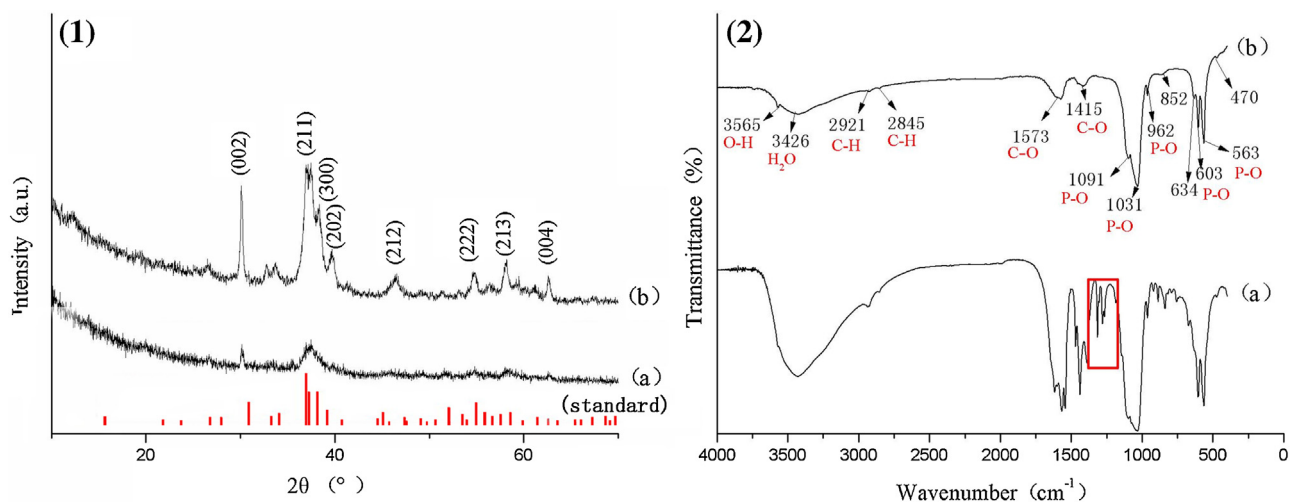 (1)
(002)
(211)
(300)
(202)
(212)
(222)
(213)
(004)
(b)
(a)
(standard)
Intensity (a.u.)
20
40
60
2θ (°)
(2)
(b)
3565
O-H
3426
H₂O
2921
C-H
2845
C-H
1573
C-O
1415
C-O
1091
P-O
1031
P-O
962
P-O
852
634
603
P-O
563
P-O
470
(a)
Transmittance (%)
4000
3500
3000
2500
2000
1500
1000
500
0
Wavenumber (cm⁻¹)